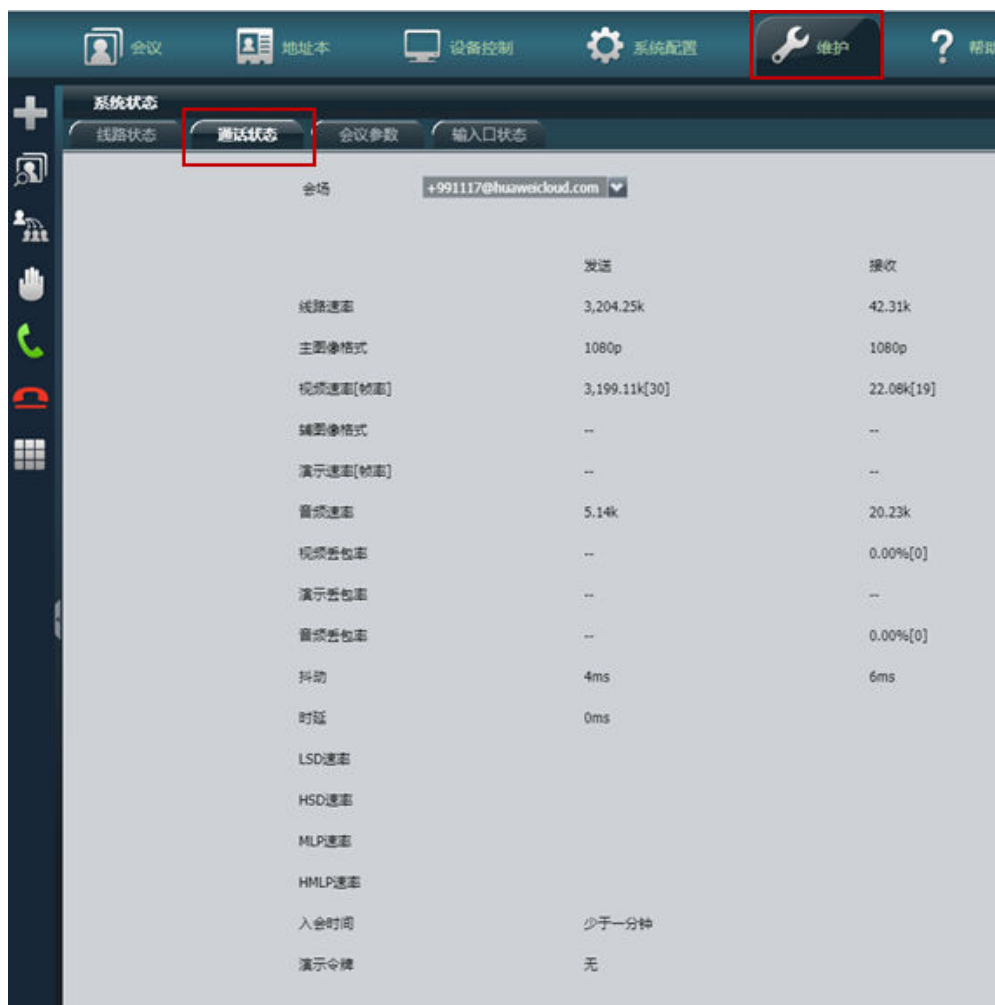 会议 地址本 设备控制 系统配置 维护 帮助
系统状态
线路状态 通话状态 会议参数 输入口状态
会场 +991117@huaweicloud.com
发送 接收
线路速率 3,204.25k 42.31k
主图像格式 1080p 1080p
视频速率[帧率] 3,199.11k[30] 22.08k[19]
辅图像格式 -- --
演示速率[帧率] -- --
音频速率 5.14k 20.23k
视频丢包率 -- 0.00%[0]
演示丢包率 -- --
音频丢包率 -- 0.00%[0]
抖动 4ms 6ms
时延 0ms
LSD速率
HSD速率
MLP速率
HMLP速率
入会时间 少于一分钟
演示令牌 无